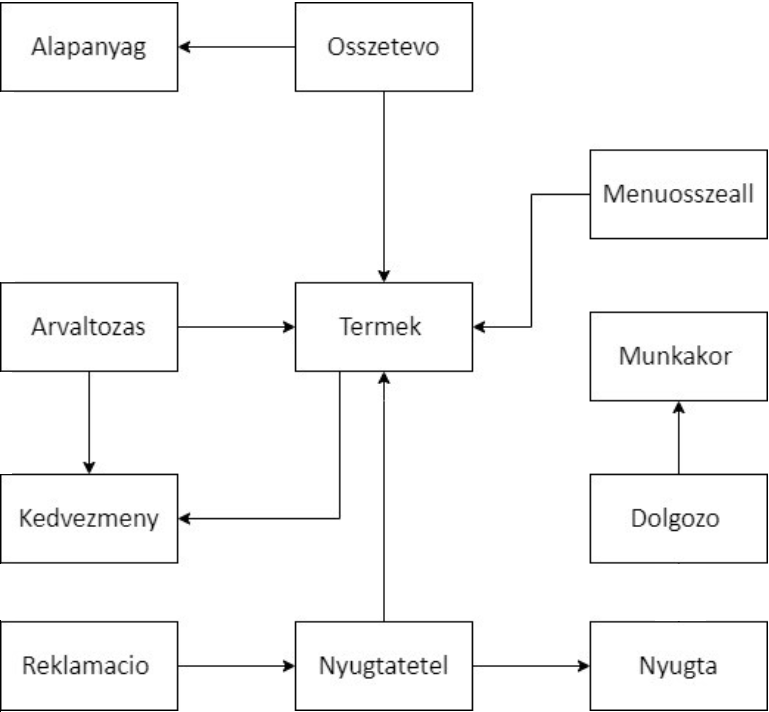 Alapanyag
Osszetevo
Menuosszeall
Arvaltozas
Termek
Munkakor
Kedvezmeny
Dolgozo
Reklamacio
Nyugtatetel
Nyugta